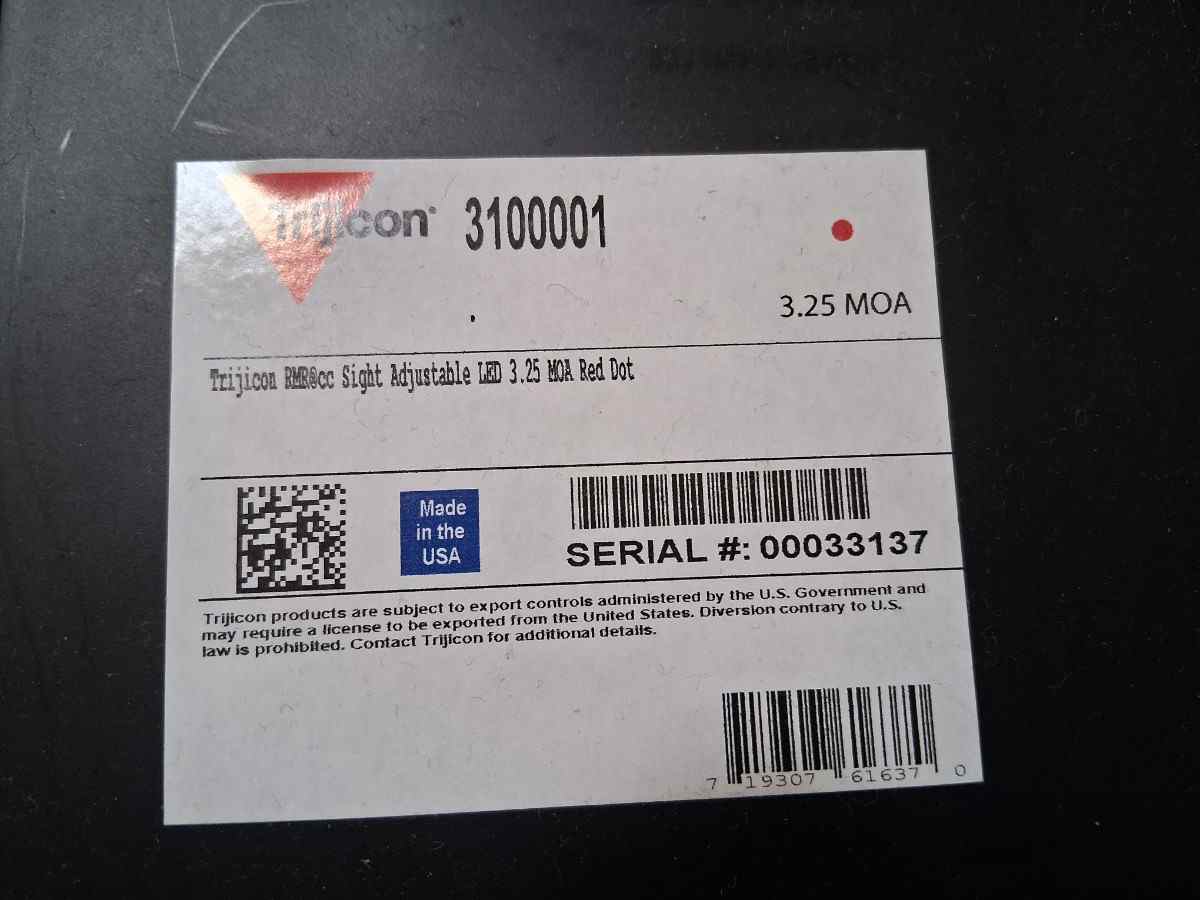 Trijicon® 3100001
3.25 MOA
Trijicon RMR®cc Sight Adjustable LED 3.25 MOA Red Dot
Made
in the
USA
SERIAL #: 00033137
Trijicon products are subject to export controls administered by the U.S. Government and
may require a license to be exported from the United States. Diversion contrary to U.S.
law is prohibited. Contact Trijicon for additional details.
7 19307 61637 0